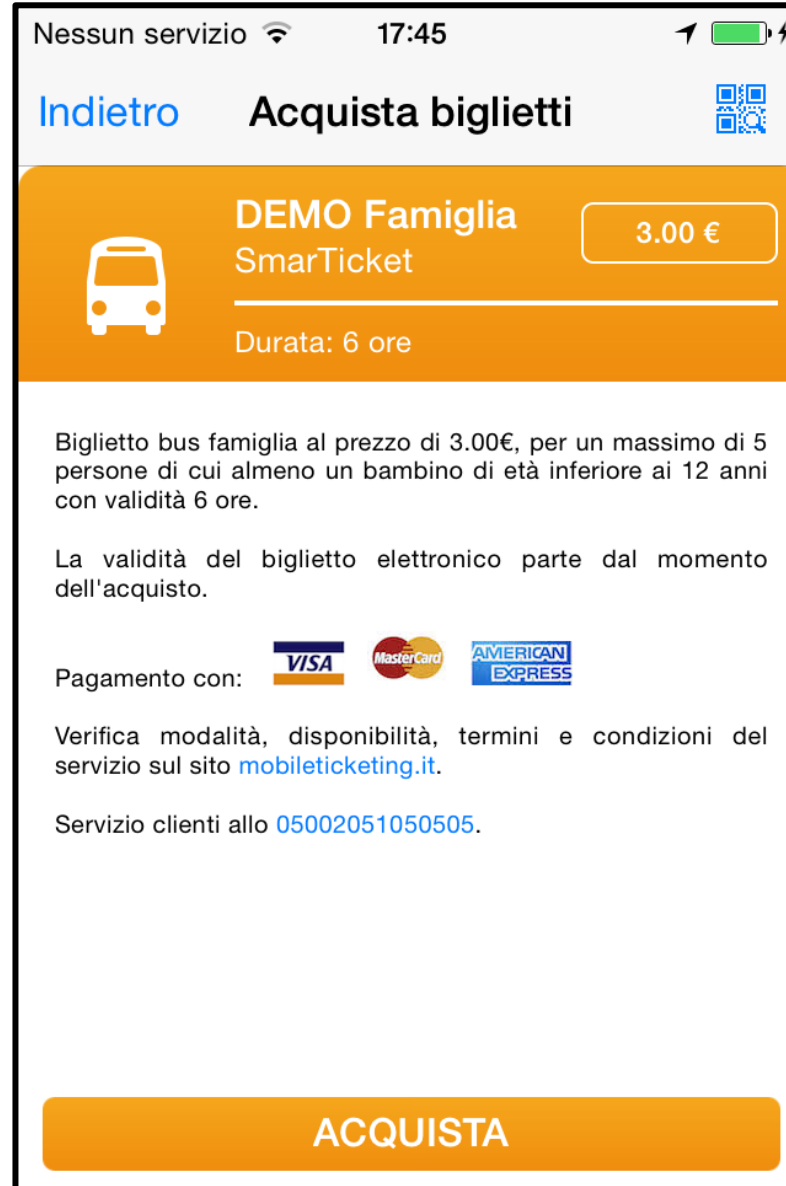 Nessun servizio 17:45
Indietro Acquista biglietti
DEMO Famiglia
3.00 €
SmarTicket
Durata: 6 ore
Biglietto bus famiglia al prezzo di 3.00€, per un massimo di 5
persone di cui almeno un bambino di età inferiore ai 12 anni
con validità 6 ore.
La validità del biglietto elettronico parte dal momento
dell'acquisto.
Pagamento con: VISA MasterCard AMERICAN EXPRESS
Verifica modalità, disponibilità, termini e condizioni del
servizio sul sito mobileticketing.it.
Servizio clienti allo 05002051050505.
ACQUISTA